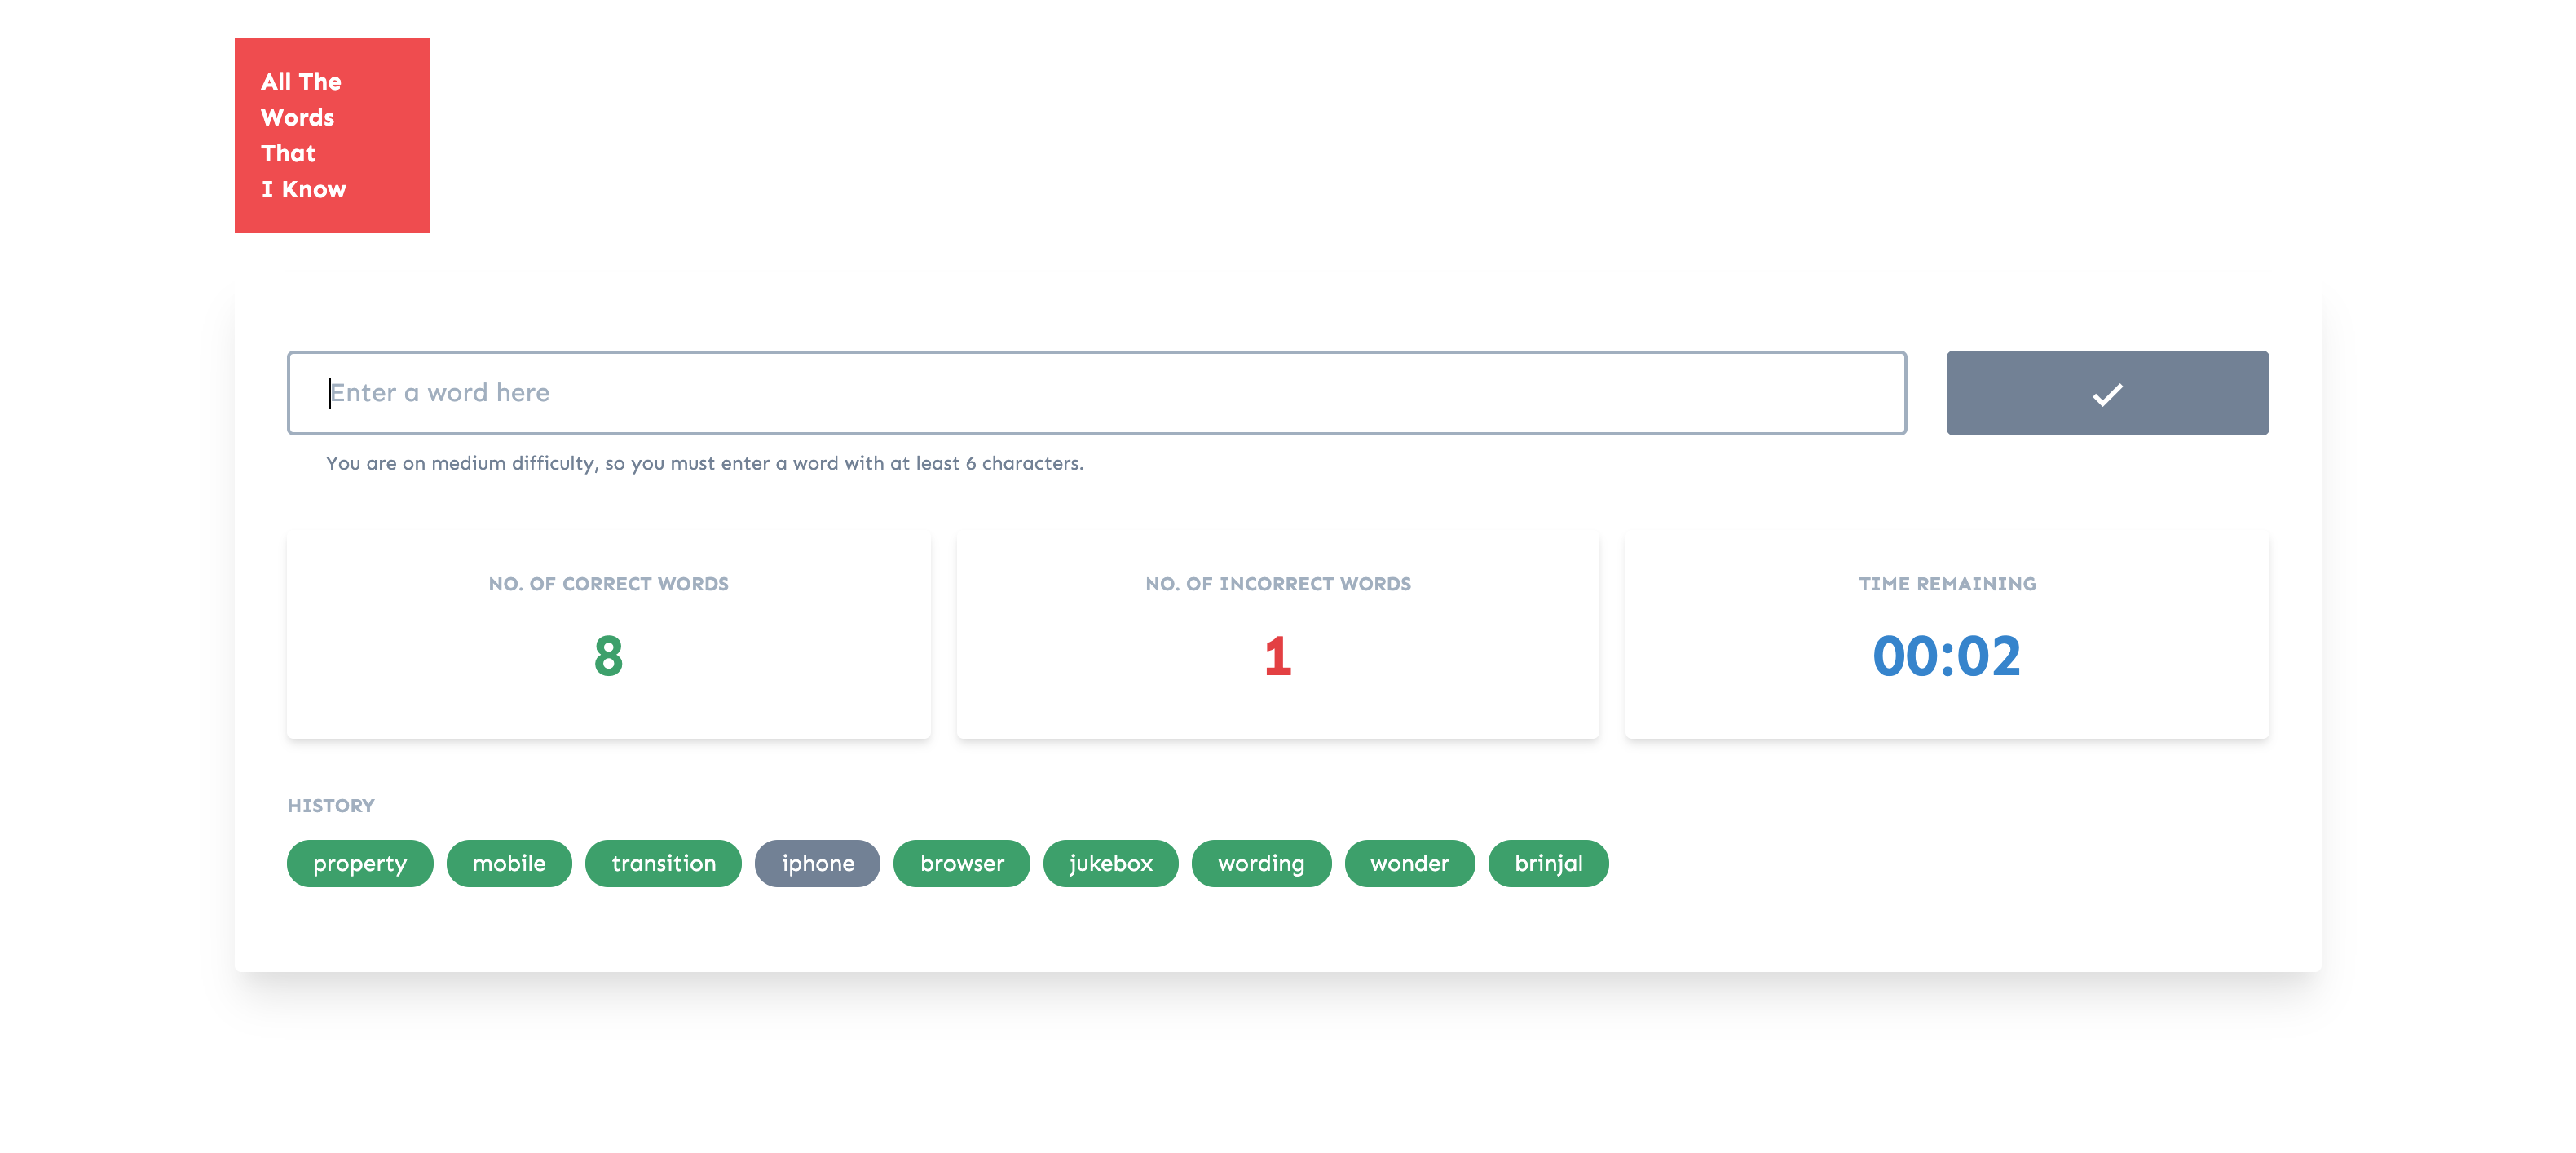 All The
Words
That
I Know
Enter a word here
You are on medium difficulty, so you must enter a word with at least 6 characters.
NO. OF CORRECT WORDS
8
NO. OF INCORRECT WORDS
1
TIME REMAINING
00:02
HISTORY
property mobile transition iphone browser jukebox wording wonder brinjal